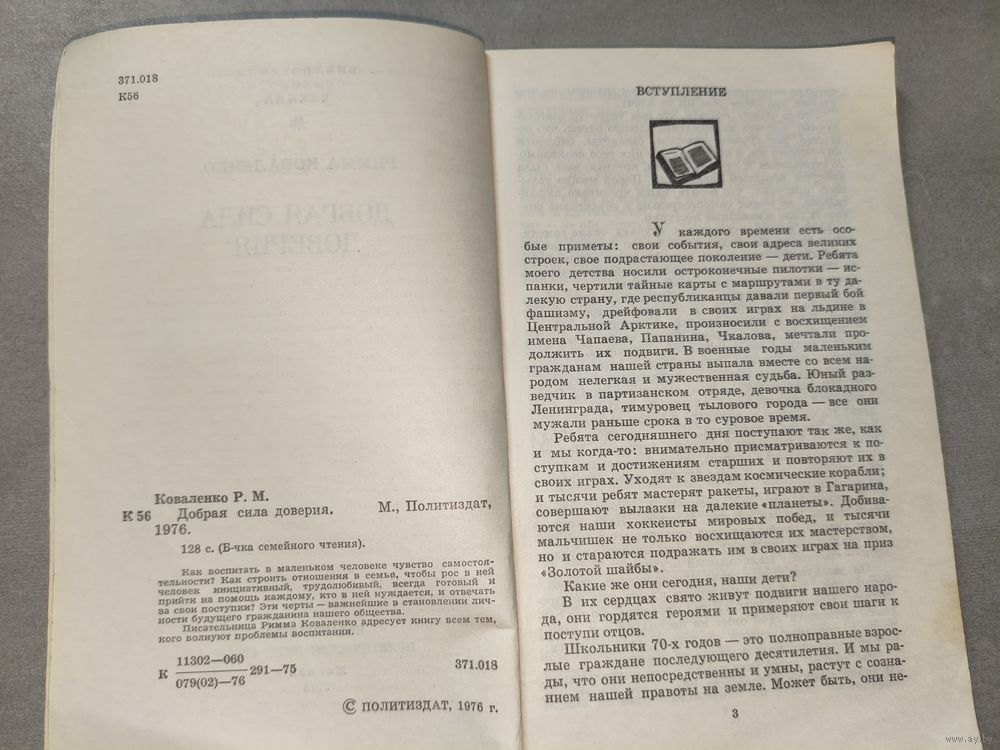 371.018
К56
Коваленко Р. М.
К 56 Добрая сила доверия. М., Политиздат,
1976.
128 с. (Б-чка семейного чтения).
Как воспитать в маленьком человеке чувство самостоя-
тельности? Как строить отношения в семье, чтобы рос в ней
человек инициативный, трудолюбивый, всегда готовый и
прийти на помощь каждому, кто в ней нуждается, и отвечать
за свои поступки? Эти черты — важнейшие в становлении лич-
ности будущего гражданина нашего общества.
Писательница Римма Коваленко адресует книгу всем тем,
кого волнуют проблемы воспитания.
К 11302—060
079(02)—76 291—75 371.018
© ПОЛИТИЗДАТ, 1976 г.
ВСТУПЛЕНИЕ
У каждого времени есть осо-
бые приметы: свои события, свои адреса великих
строек, свое подрастающее поколение — дети. Ребята
моего детства носили остроконечные пилотки — ис-
панки, чертили тайные карты с маршрутами в ту да-
лекую страну, где республиканцы давали первый бой
фашизму, дрейфовали в своих играх на льдине в
Центральной Арктике, произносили с восхищением
имена Чапаева, Папанина, Чкалова, мечтали про-
должить их подвиги. В военные годы маленьким
гражданам нашей страны выпала вместе со всем на-
родом нелегкая и мужественная судьба. Юный раз-
ведчик в партизанском отряде, девочка блокадного
Ленинграда, тимуровец тылового города — все они
мужали раньше срока в то суровое время.
Ребята сегодняшнего дня поступают так же, как
и мы когда-то: внимательно присматриваются к по-
ступкам и достижениям старших и повторяют их в
своих играх. Уходят к звездам космические корабли;
и тысячи ребят мастерят ракеты, играют в Гагарина,
совершают вылазки на далекие «планеты». Добива-
ются наши хоккеисты мировых побед, и тысячи
мальчишек не только восхищаются их мастерством,
но и стараются подражать им в своих играх на приз
«Золотой шайбы».
Какие же они сегодня, наши дети?
В их сердцах свято живут подвиги нашего наро-
да, они гордятся героями и примеряют свои шаги к
поступи отцов.
Школьники 70-х годов — это полноправные взрос-
лые граждане последующего десятилетия. И мы ра-
ды, что они непосредственны и умны, растут с созна-
нием нашей правоты на земле. Может быть, они не-
3
www.ay.by